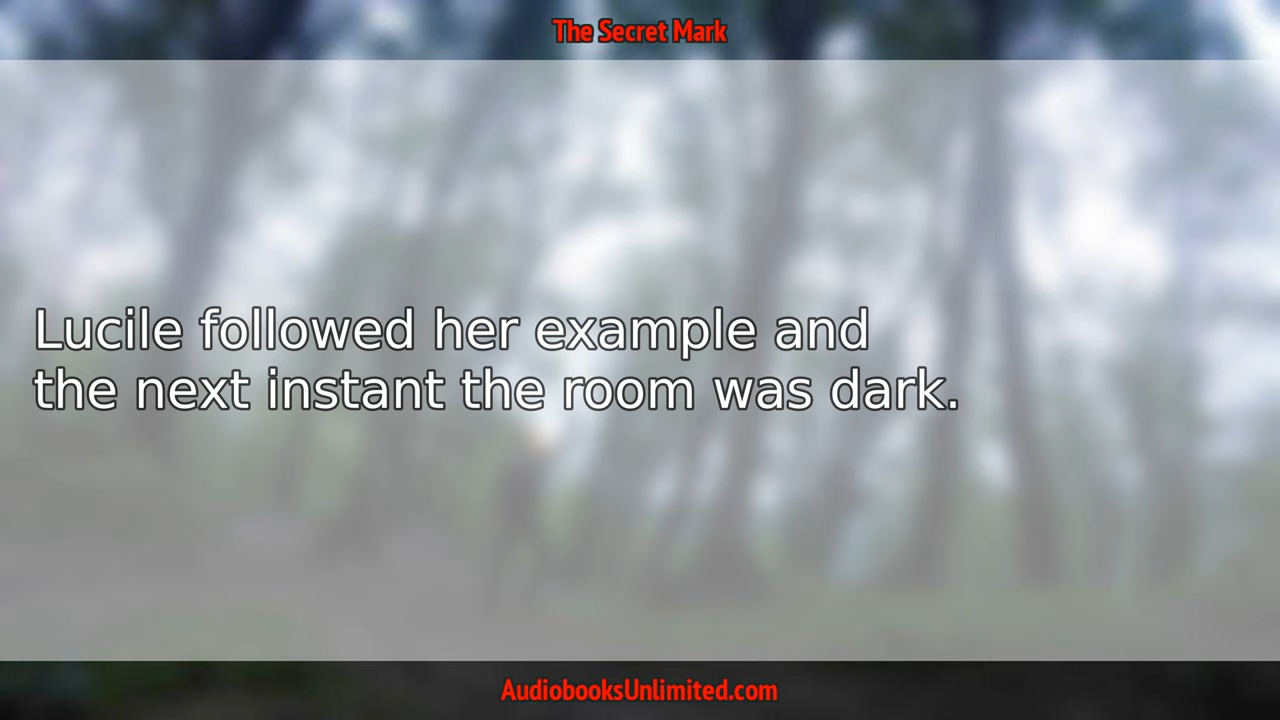 The Secret Mark
Lucile followed her example and
the next instant the room was dark.
AudiobooksUnlimited.com